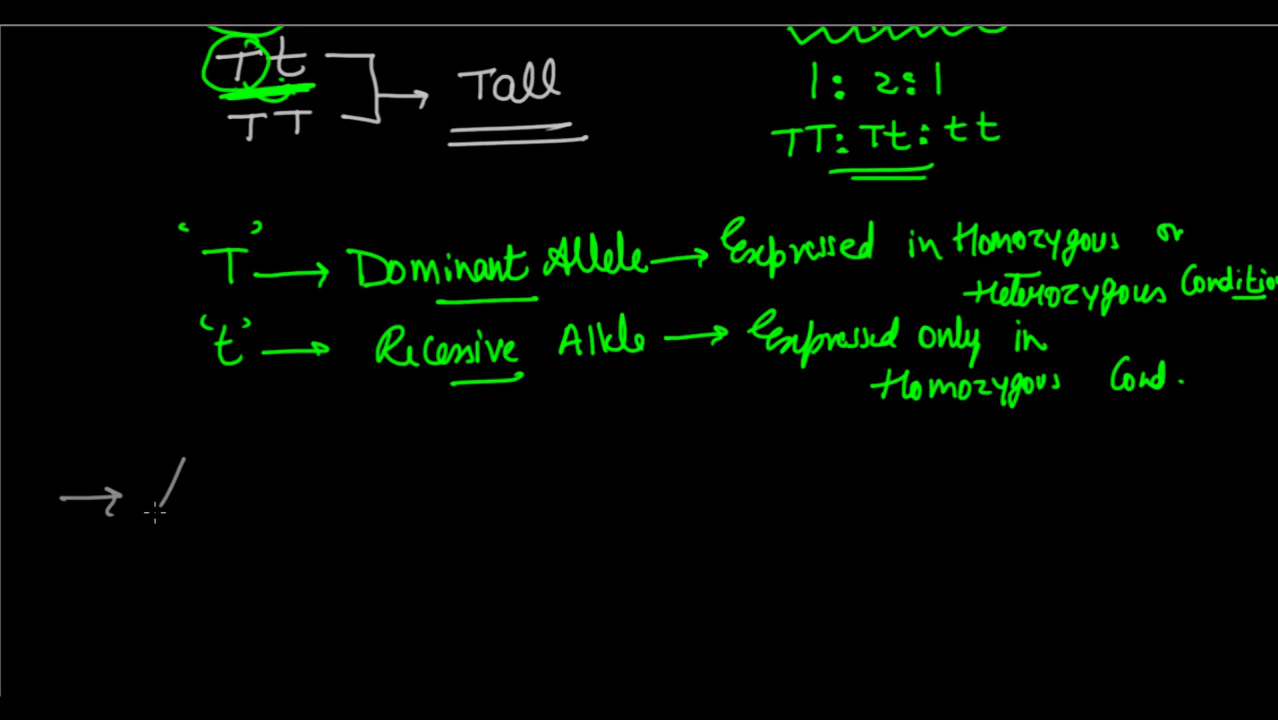 Tt
TT
Tall
1:2:1
TT:Tt:tt
'T' → Dominant Allele → Expressed in Homozygous or
Heterozygous Condition
't' → Recessive Allele → Expressed only in
Homozygous Cond.
→